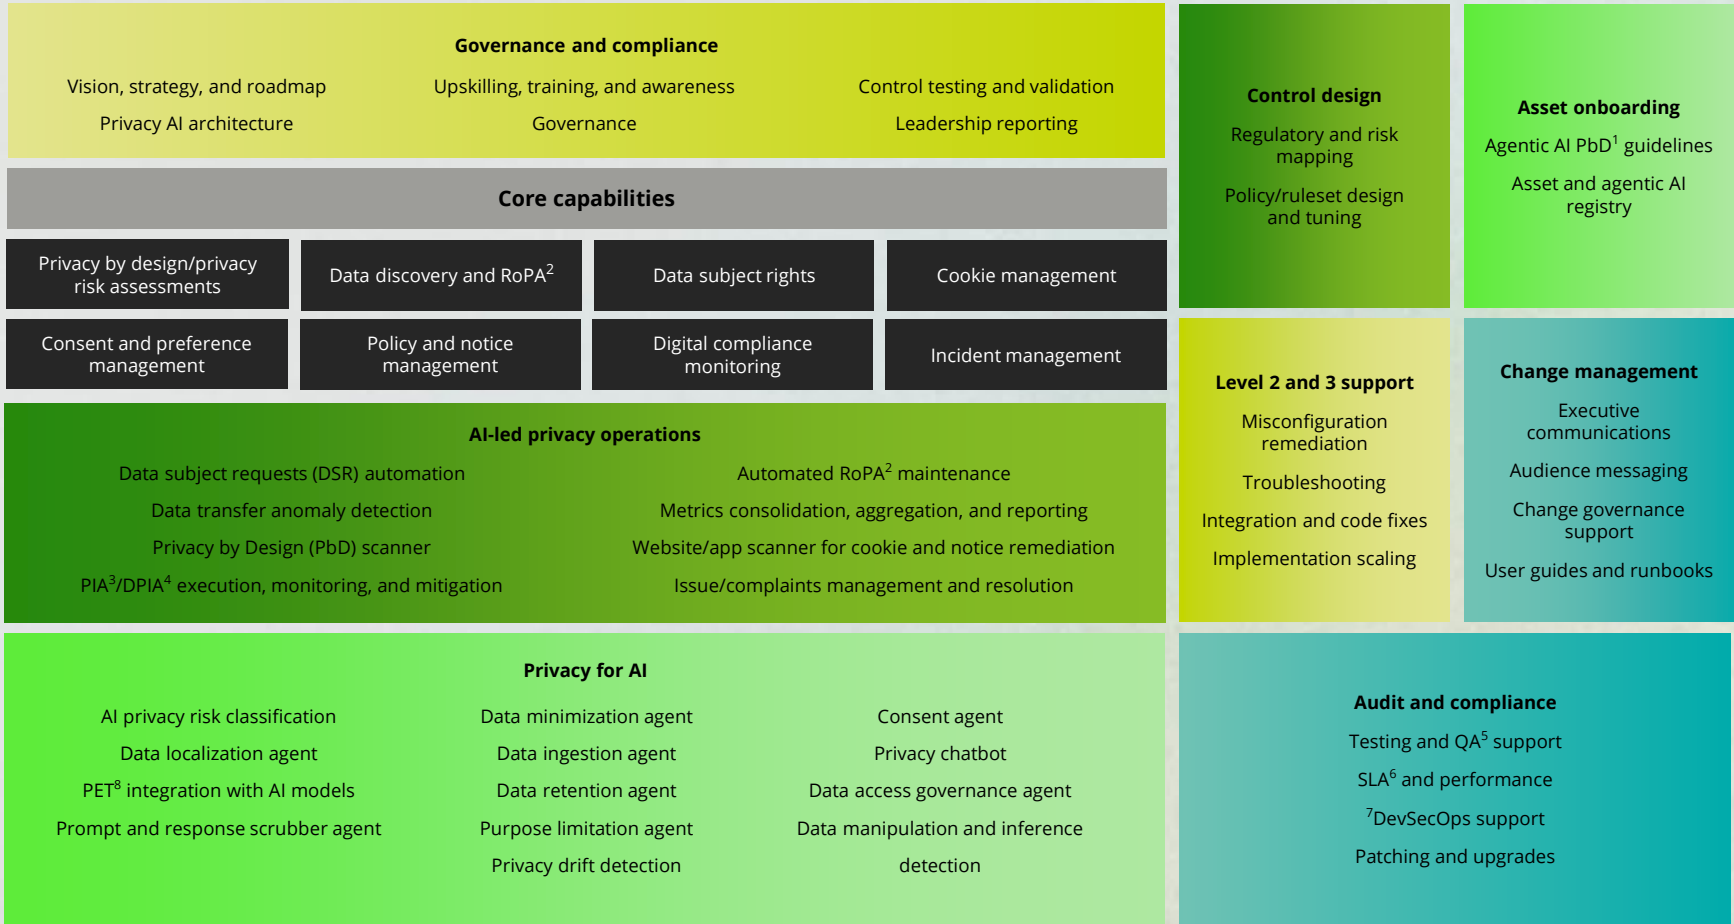 Governance and compliance
Vision, strategy, and roadmap
Privacy AI architecture
Upskilling, training, and awareness
Governance
Control testing and validation
Leadership reporting
Core capabilities
Privacy by design/privacy
risk assessments
Data discovery and RoPA2
Data subject rights
Cookie management
Consent and preference
management
Policy and notice
management
Digital compliance
monitoring
Incident management
AI-led privacy operations
Data subject requests (DSR) automation
Data transfer anomaly detection
Privacy by Design (PbD) scanner
PIA3/DPIA4 execution, monitoring, and mitigation
Automated RoPA2 maintenance
Metrics consolidation, aggregation, and reporting
Website/app scanner for cookie and notice remediation
Issue/complaints management and resolution
Privacy for AI
AI privacy risk classification
Data localization agent
PET8 integration with AI models
Prompt and response scrubber agent
Data minimization agent
Data ingestion agent
Data retention agent
Purpose limitation agent
Privacy drift detection
Consent agent
Privacy chatbot
Data access governance agent
Data manipulation and inference
detection
Control design
Regulatory and risk
mapping
Policy/ruleset design
and tuning
Asset onboarding
Agentic AI PbD1 guidelines
Asset and agentic AI
registry
Level 2 and 3 support
Misconfiguration
remediation
Troubleshooting
Integration and code fixes
Implementation scaling
Change management
Executive
communications
Audience messaging
Change governance
support
User guides and runbooks
Audit and compliance
Testing and QA5 support
SLA6 and performance
7DevSecOps support
Patching and upgrades